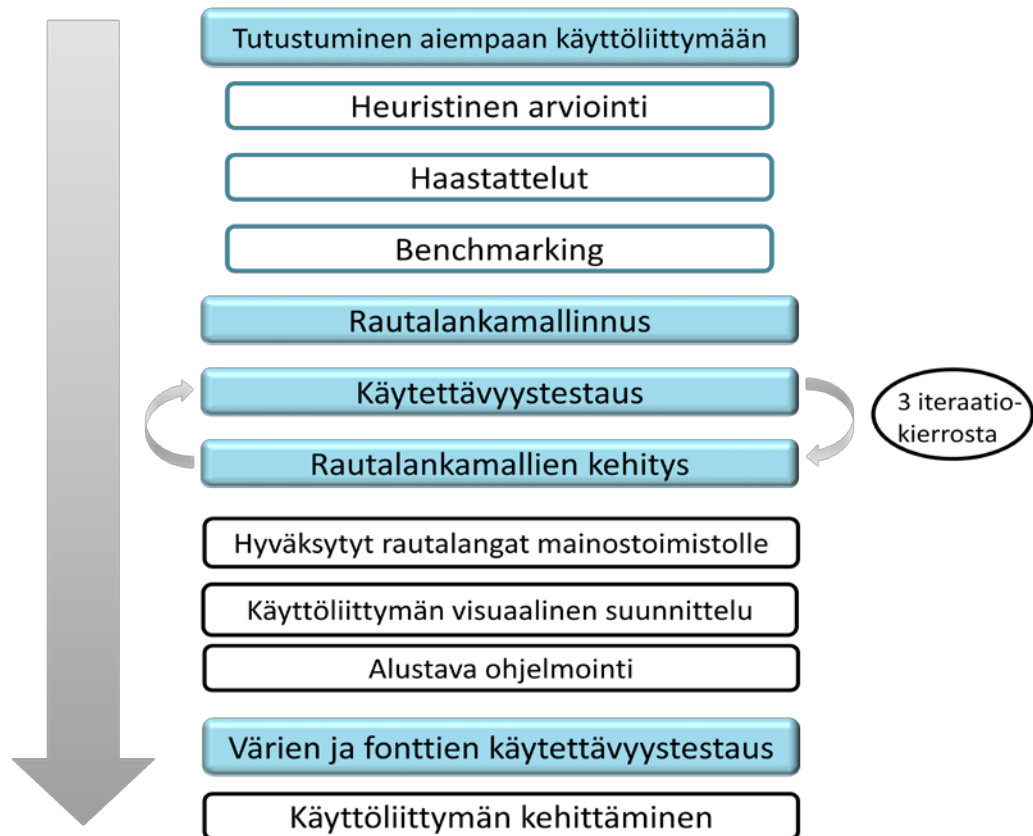 Tutustuminen aiempaan käyttöliittymään
Heuristinen arviointi
Haastattelut
Benchmarking
Rautalankamallinnus
Käytettävyystestaus
3 iteraatio-
kierrosta
Rautalankamallien kehitys
Hyväksytyt rautalangat mainostoimistolle
Käyttöliittymän visuaalinen suunnittelu
Alustava ohjelmointi
Värien ja fonttien käytettävyystestaus
Käyttöliittymän kehittäminen